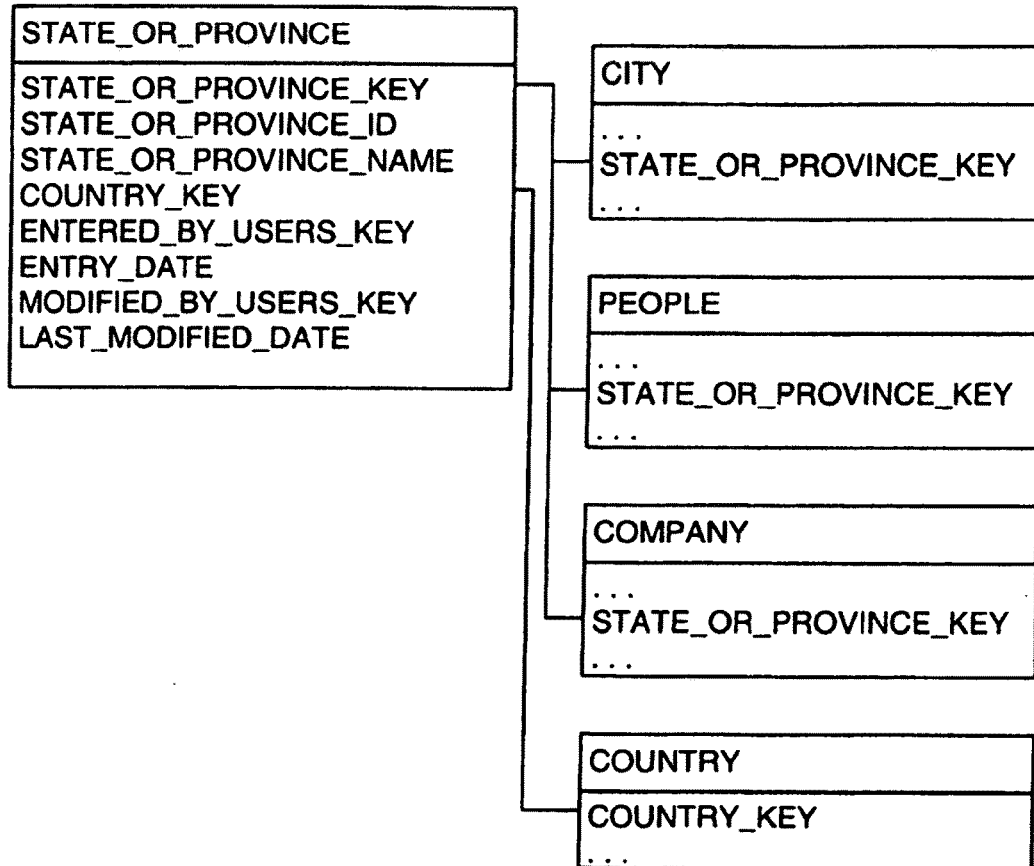 STATE_OR_PROVINCE
STATE_OR_PROVINCE_KEY
STATE_OR_PROVINCE_ID
STATE_OR_PROVINCE_NAME
COUNTRY_KEY
ENTERED_BY_USERS_KEY
ENTRY_DATE
MODIFIED_BY_USERS_KEY
LAST_MODIFIED_DATE
CITY
. . .
STATE_OR_PROVINCE_KEY
. . .
PEOPLE
. . .
STATE_OR_PROVINCE_KEY
. . .
COMPANY
. . .
STATE_OR_PROVINCE_KEY
. . .
COUNTRY
COUNTRY_KEY
. . .